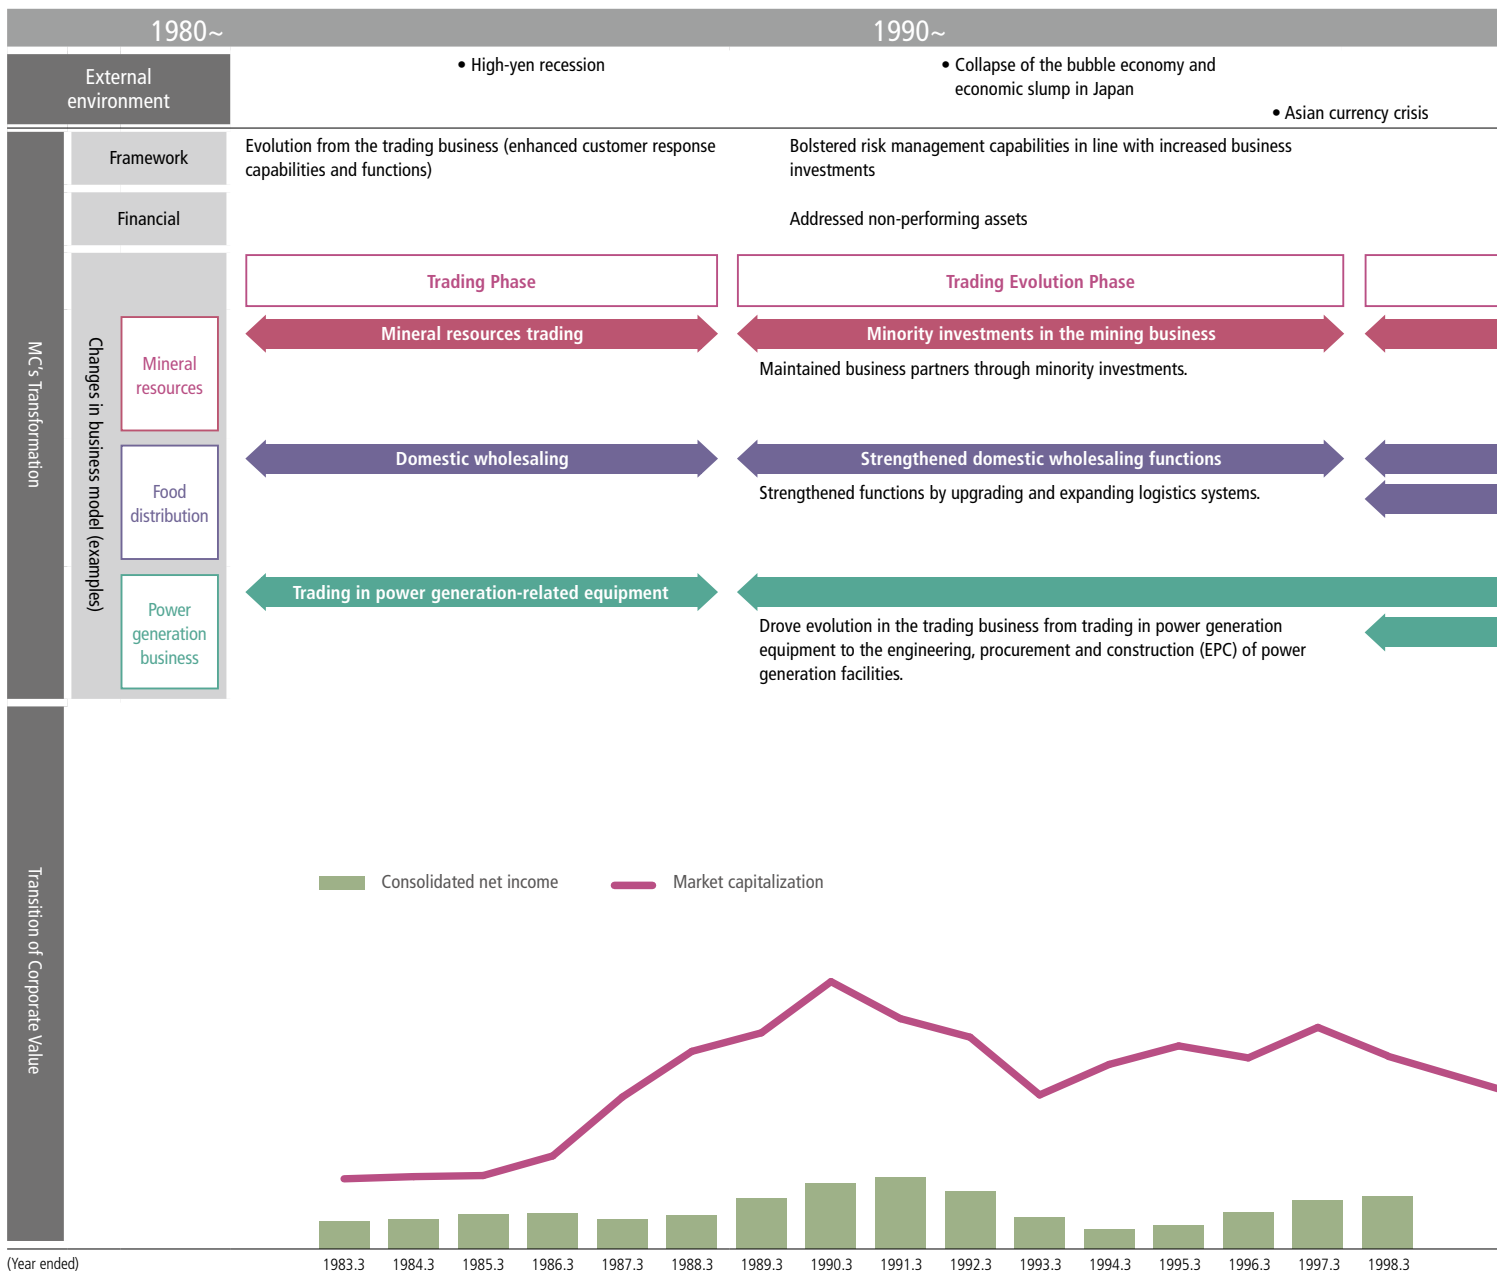 1980~
1990~
External
environment
• High-yen recession
• Collapse of the bubble economy and
economic slump in Japan
• Asian currency crisis
MC's Transformation
Framework
Evolution from the trading business (enhanced customer response
capabilities and functions)
Bolstered risk management capabilities in line with increased business
investments
Financial
Addressed non-performing assets
Changes in business model (examples)
Trading Phase
Trading Evolution Phase
Mineral
resources
Mineral resources trading
Minority investments in the mining business
Maintained business partners through minority investments.
Food
distribution
Domestic wholesaling
Strengthened domestic wholesaling functions
Strengthened functions by upgrading and expanding logistics systems.
Power
generation
business
Trading in power generation-related equipment
Drove evolution in the trading business from trading in power generation
equipment to the engineering, procurement and construction (EPC) of power
generation facilities.
Transition of Corporate Value
Consolidated net income
Market capitalization
(Year ended)
1983.3
1984.3
1985.3
1986.3
1987.3
1988.3
1989.3
1990.3
1991.3
1992.3
1993.3
1994.3
1995.3
1996.3
1997.3
1998.3